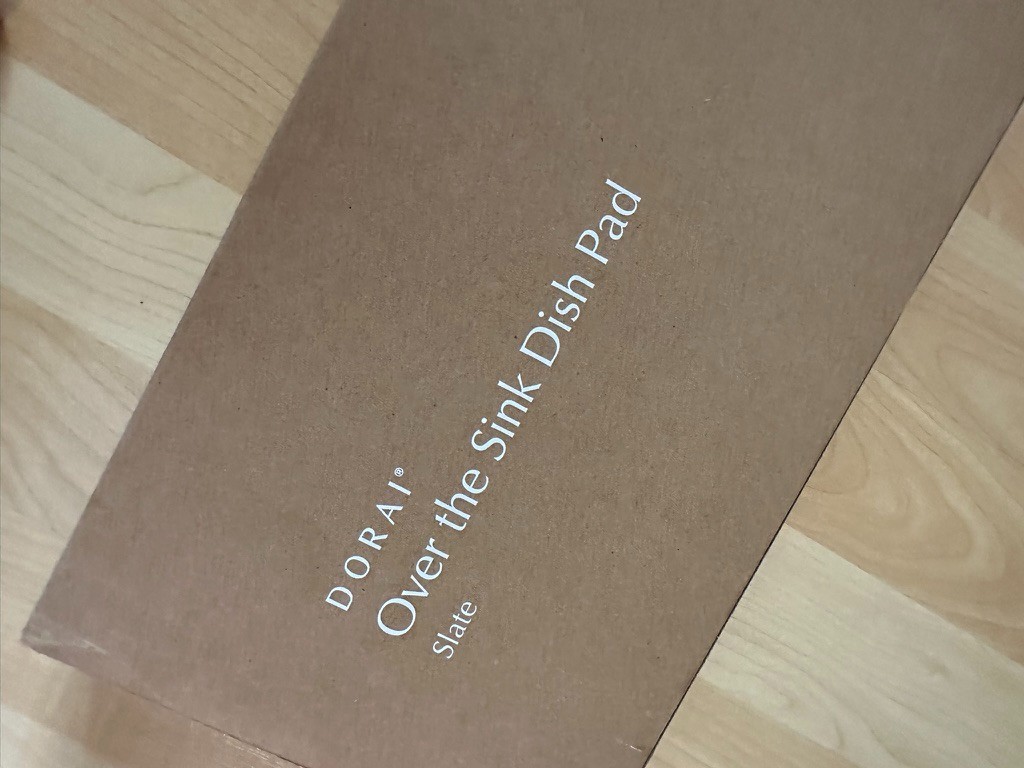 DORAI®
Over the Sink Dish Pad
Slate